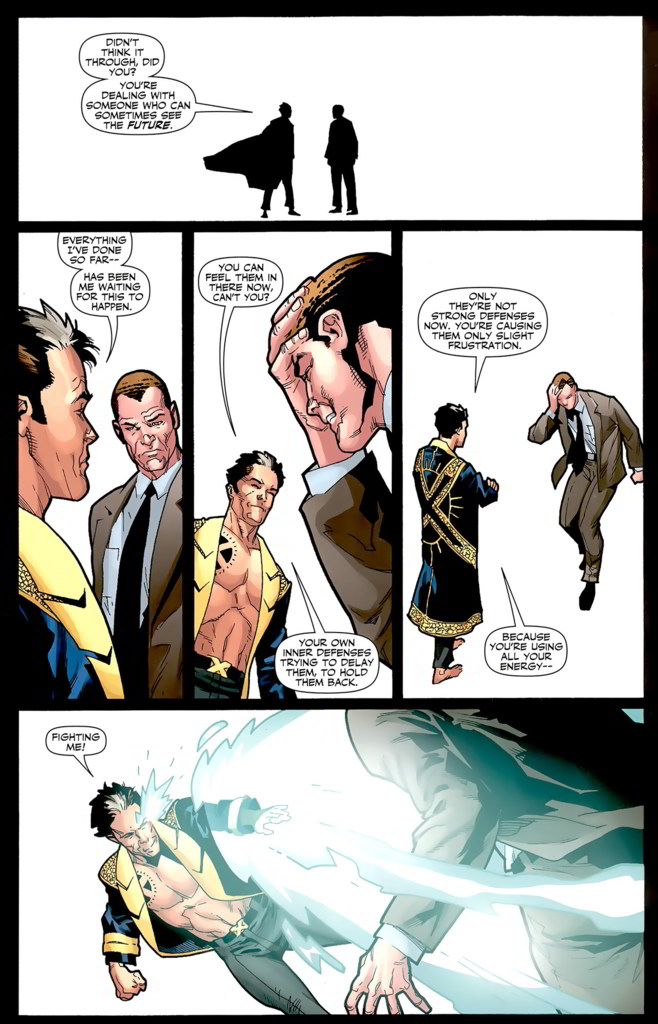 DIDN'T
THINK IT
THROUGH, DID
YOU?
YOU'RE
DEALING WITH
SOMEONE WHO CAN
SOMETIMES SEE
THE FUTURE.
EVERYTHING
I'VE DONE
SO FAR--
HAS BEEN
ME WAITING
FOR THIS TO
HAPPEN.
YOU CAN
FEEL THEM IN
THERE NOW,
CAN'T YOU?
YOUR OWN
INNER DEFENSES
TRYING TO DELAY
THEM, TO HOLD
THEM BACK.
ONLY
THEY'RE NOT
STRONG DEFENSES
NOW. YOU'RE CAUSING
THEM ONLY SLIGHT
FRUSTRATION.
BECAUSE
YOU'RE USING
ALL YOUR
ENERGY--
FIGHTING
ME!